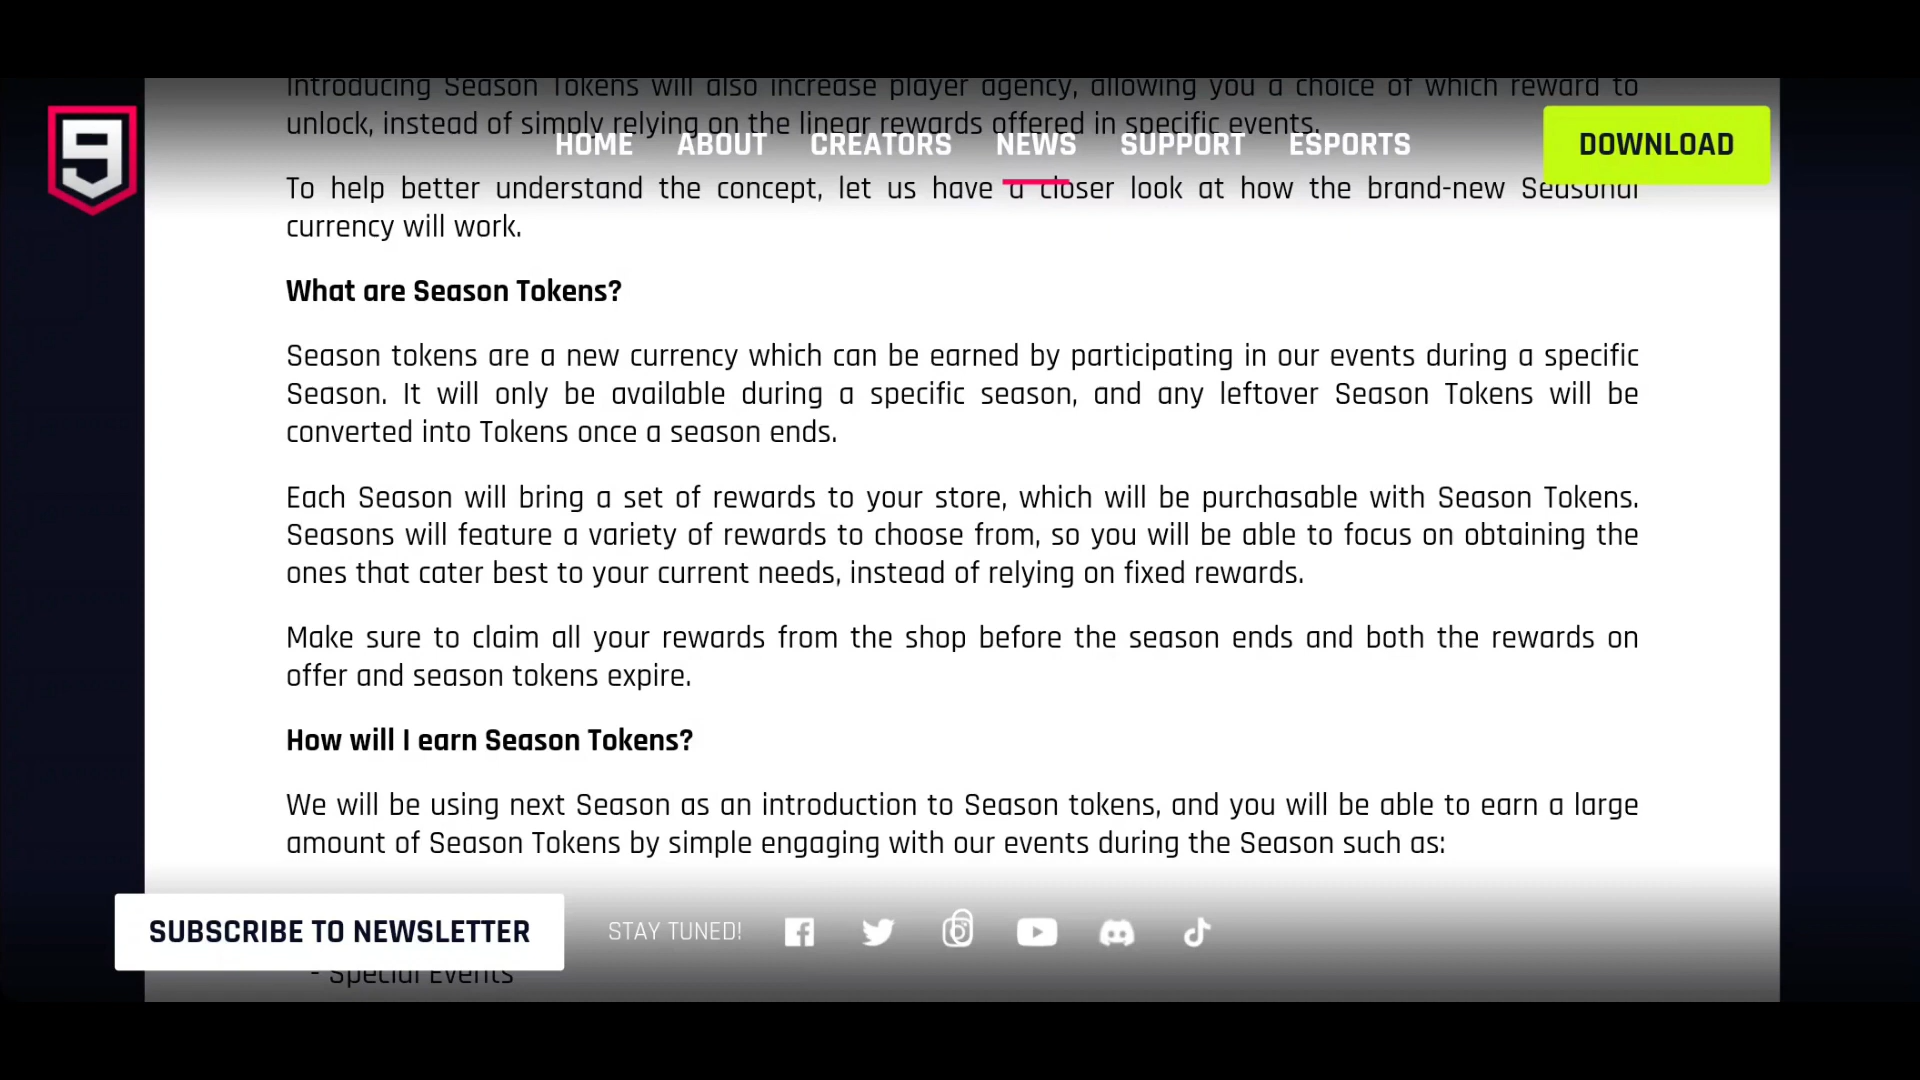 Introducing Season Tokens will also increase player agency, allowing you a choice of which reward to
unlock, instead of simply relying on the linear rewards offered in specific events.
HOME ABOUT CREATORS NEWS SUPPORT ESPORTS
DOWNLOAD
To help better understand the concept, let us have a closer look at how the brand-new Seasonal
currency will work.
What are Season Tokens?
Season tokens are a new currency which can be earned by participating in our events during a specific
Season. It will only be available during a specific season, and any leftover Season Tokens will be
converted into Tokens once a season ends.
Each Season will bring a set of rewards to your store, which will be purchasable with Season Tokens.
Seasons will feature a variety of rewards to choose from, so you will be able to focus on obtaining the
ones that cater best to your current needs, instead of relying on fixed rewards.
Make sure to claim all your rewards from the shop before the season ends and both the rewards on
offer and season tokens expire.
How will I earn Season Tokens?
We will be using next Season as an introduction to Season tokens, and you will be able to earn a large
amount of Season Tokens by simple engaging with our events during the Season such as:
SUBSCRIBE TO NEWSLETTER
STAY TUNED!
- Special Events